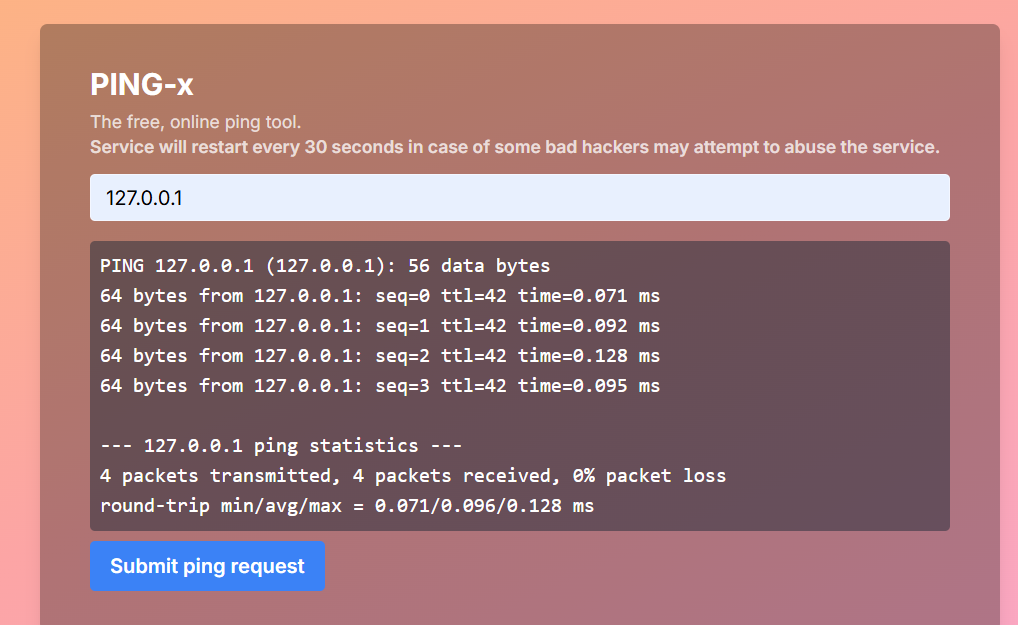 PING-x
The free, online ping tool.
Service will restart every 30 seconds in case of some bad hackers may attempt to abuse the service.
127.0.0.1
PING 127.0.0.1 (127.0.0.1): 56 data bytes
64 bytes from 127.0.0.1: seq=0 ttl=42 time=0.071 ms
64 bytes from 127.0.0.1: seq=1 ttl=42 time=0.092 ms
64 bytes from 127.0.0.1: seq=2 ttl=42 time=0.128 ms
64 bytes from 127.0.0.1: seq=3 ttl=42 time=0.095 ms
--- 127.0.0.1 ping statistics ---
4 packets transmitted, 4 packets received, 0% packet loss
round-trip min/avg/max = 0.071/0.096/0.128 ms
Submit ping request